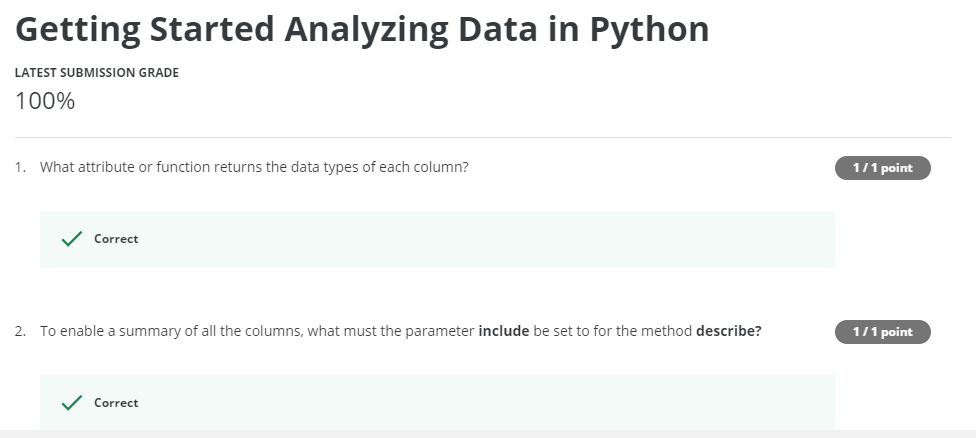 Getting Started Analyzing Data in Python
LATEST SUBMISSION GRADE
100%
1. What attribute or function returns the data types of each column?
1 / 1 point
Correct
2. To enable a summary of all the columns, what must the parameter include be set to for the method describe?
1 / 1 point
Correct